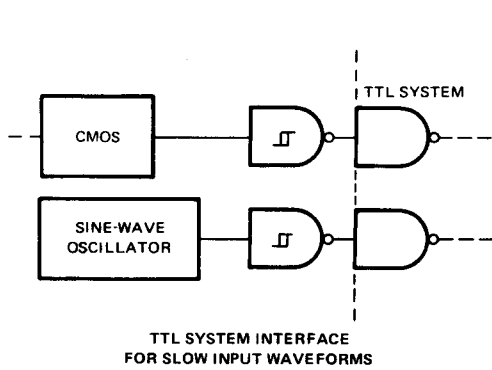 TTL SYSTEM
CMOS
SINE-WAVE
OSCILLATOR
TTL SYSTEM INTERFACE
FOR SLOW INPUT WAVEFORMS